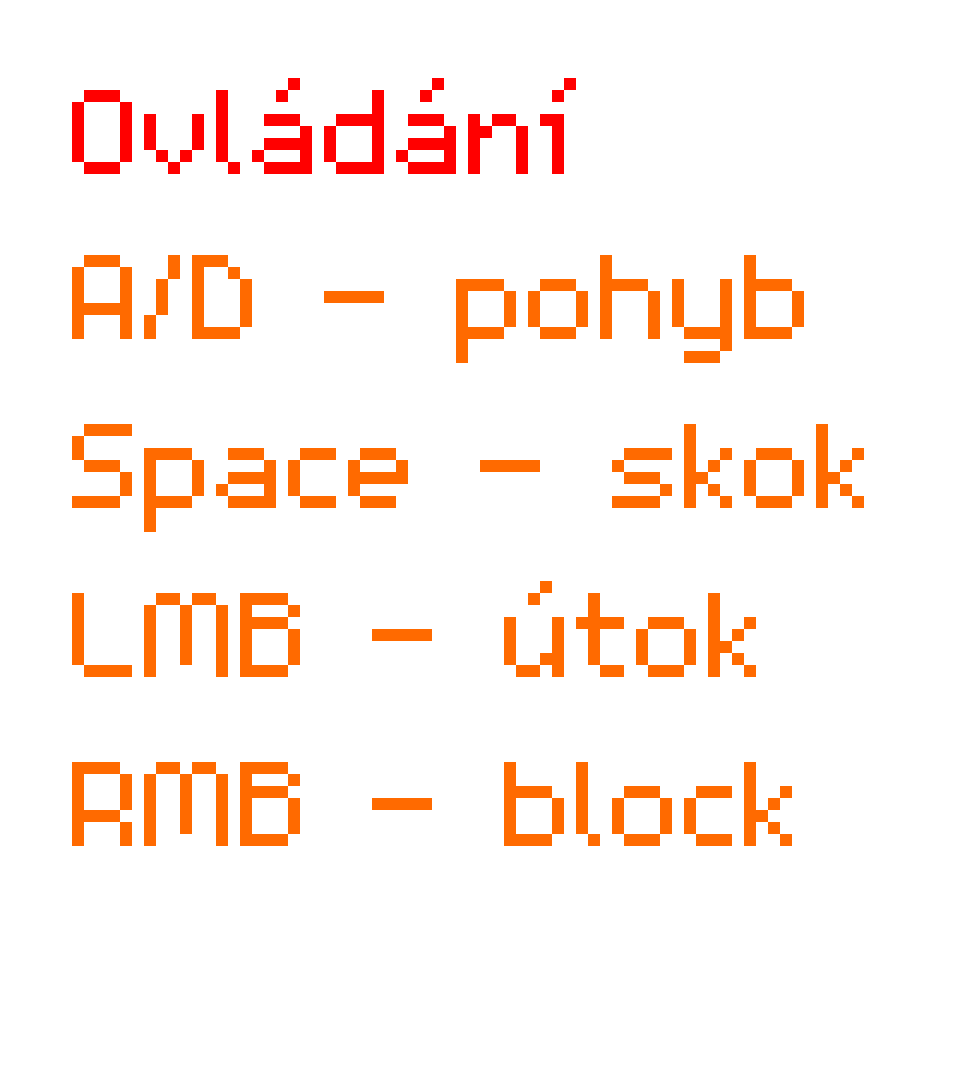 Ovládání
A/D - pohyb
Space - skok
LMB - útok
RMB - block